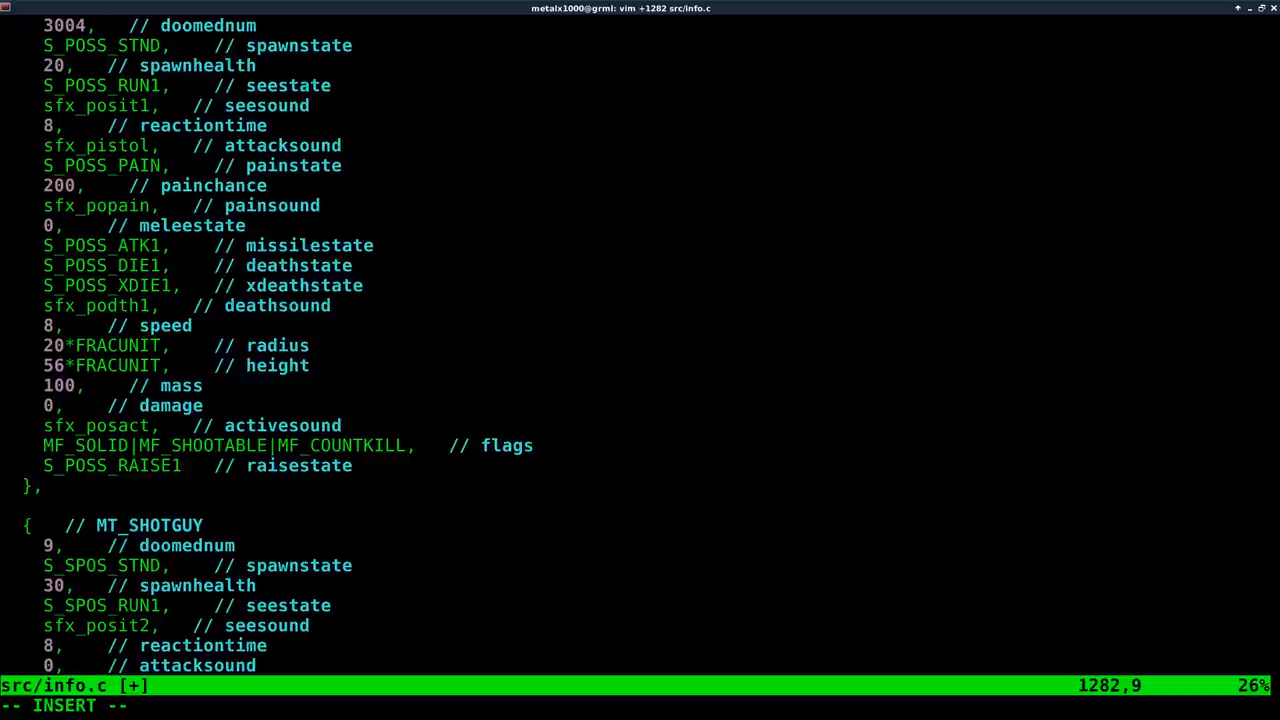 metalx1000@grml: vim +1282 src/info.c
3004,    // doomednum
S_POSS_STND,    // spawnstate
20,   // spawnhealth
S_POSS_RUN1,    // seestate
sfx_posit1,   // seesound
8,    // reactiontime
sfx_pistol,   // attacksound
S_POSS_PAIN,    // painstate
200,    // painchance
sfx_popain,   // painsound
0,    // meleestate
S_POSS_ATK1,    // missilestate
S_POSS_DIE1,    // deathstate
S_POSS_XDIE1,   // xdeathstate
sfx_podth1,   // deathsound
8,    // speed
20*FRACUNIT,    // radius
56*FRACUNIT,    // height
100,    // mass
0,    // damage
sfx_posact,   // activesound
MF_SOLID|MF_SHOOTABLE|MF_COUNTKILL,   // flags
S_POSS_RAISE1   // raisestate
},
{   // MT_SHOTGUY
9,    // doomednum
S_SPOS_STND,    // spawnstate
30,   // spawnhealth
S_SPOS_RUN1,    // seestate
sfx_posit2,   // seesound
8,    // reactiontime
0,    // attacksound
src/info.c [+] 1282,9 26%
-- INSERT --